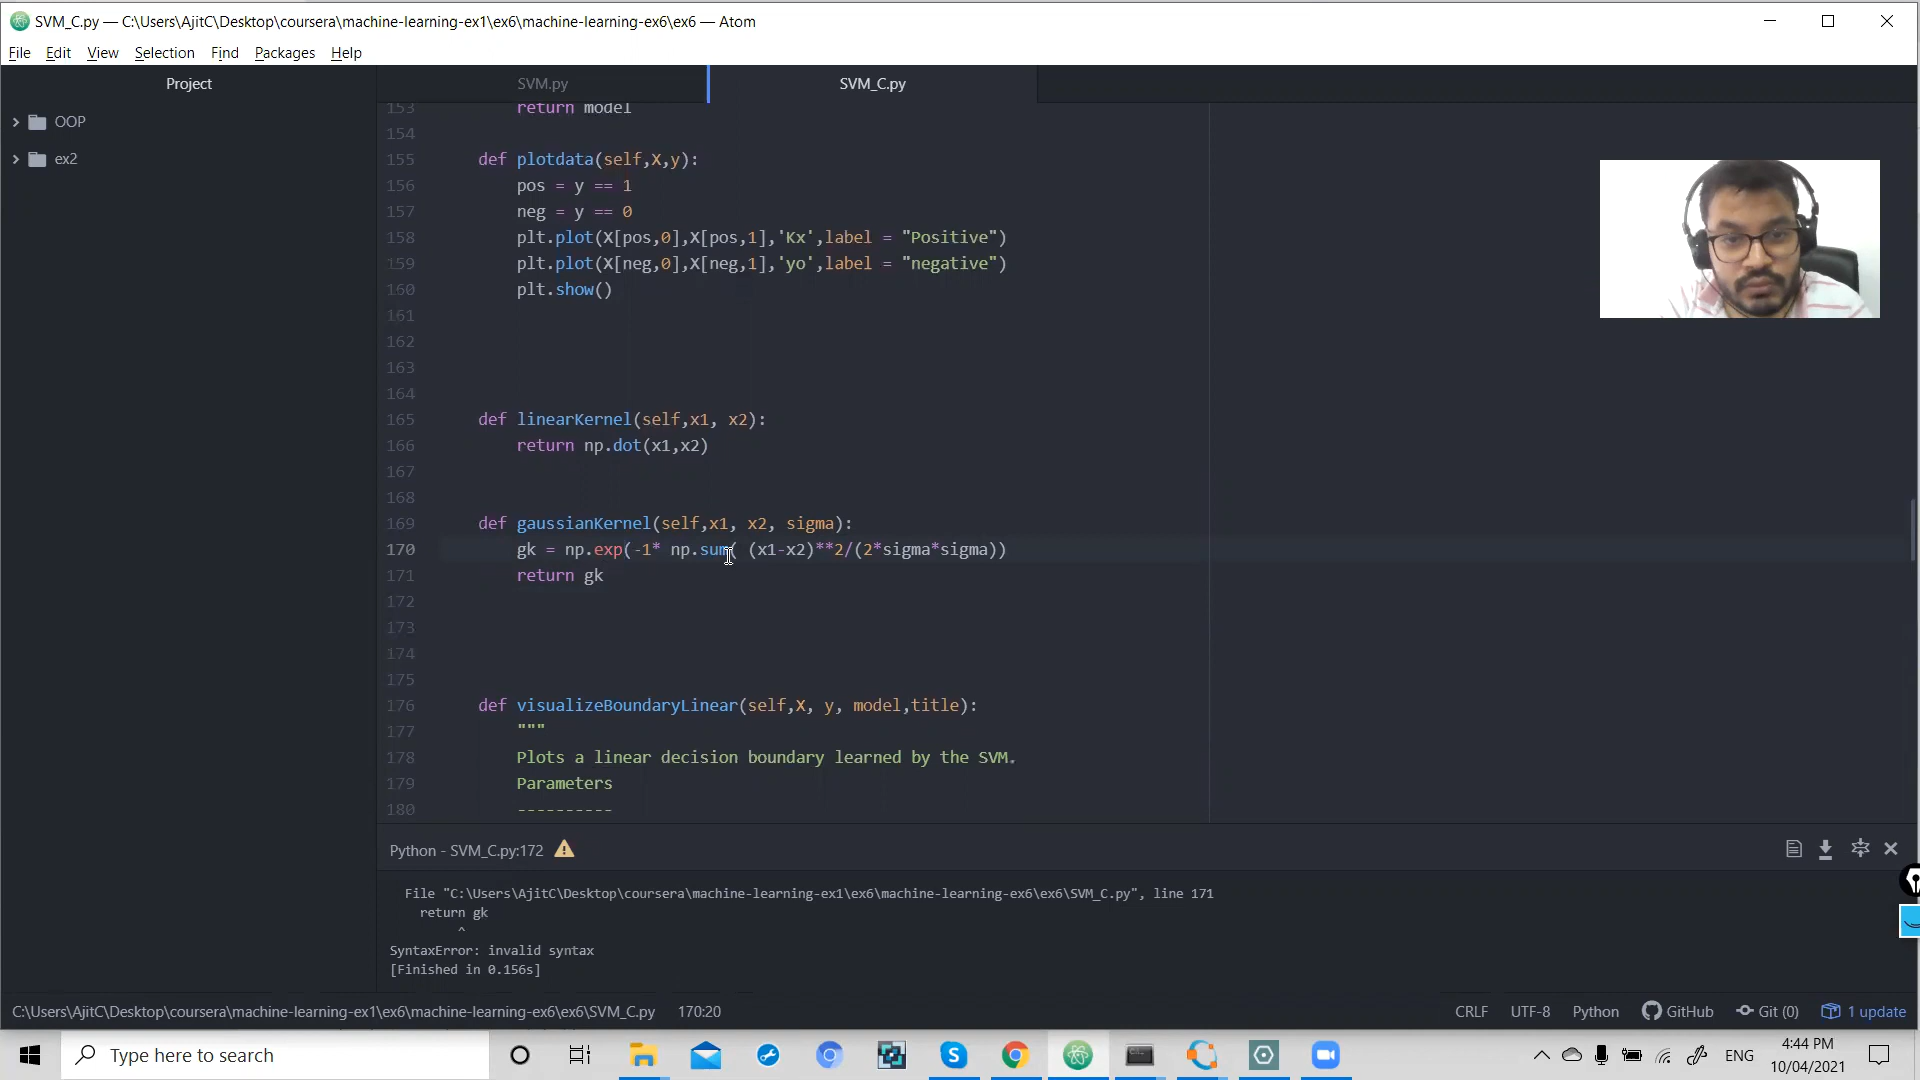 SVM_C.py — C:\Users\AjitC\Desktop\coursera\machine-learning-ex1\ex6\machine-learning-ex6\ex6 — Atom
File Edit View Selection Find Packages Help
Project
OOP
ex2
SVM.py
SVM_C.py
153 return model
154
155 def plotdata(self,X,y):
156 pos = y == 1
157 neg = y == 0
158 plt.plot(X[pos,0],X[pos,1],'Kx',label = "Positive")
159 plt.plot(X[neg,0],X[neg,1],'yo',label = "negative")
160 plt.show()
161
162
163
164
165 def linearKernel(self,x1, x2):
166 return np.dot(x1,x2)
167
168
169 def gaussianKernel(self,x1, x2, sigma):
170 gk = np.exp(-1* np.sum( (x1-x2)**2/(2*sigma*sigma))
171 return gk
172
173
174
175
176 def visualizeBoundaryLinear(self,X, y, model,title):
177 """
178 Plots a linear decision boundary learned by the SVM.
179 Parameters
180 ----------
Python - SVM_C.py:172
File "C:\Users\AjitC\Desktop\coursera\machine-learning-ex1\ex6\machine-learning-ex6\ex6\SVM_C.py", line 171
return gk
^
SyntaxError: invalid syntax
[Finished in 0.156s]
C:\Users\AjitC\Desktop\coursera\machine-learning-ex1\ex6\machine-learning-ex6\ex6\SVM_C.py 170:20
CRLF UTF-8 Python GitHub Git (0) 1 update
Type here to search
ENG
4:44 PM
10/04/2021